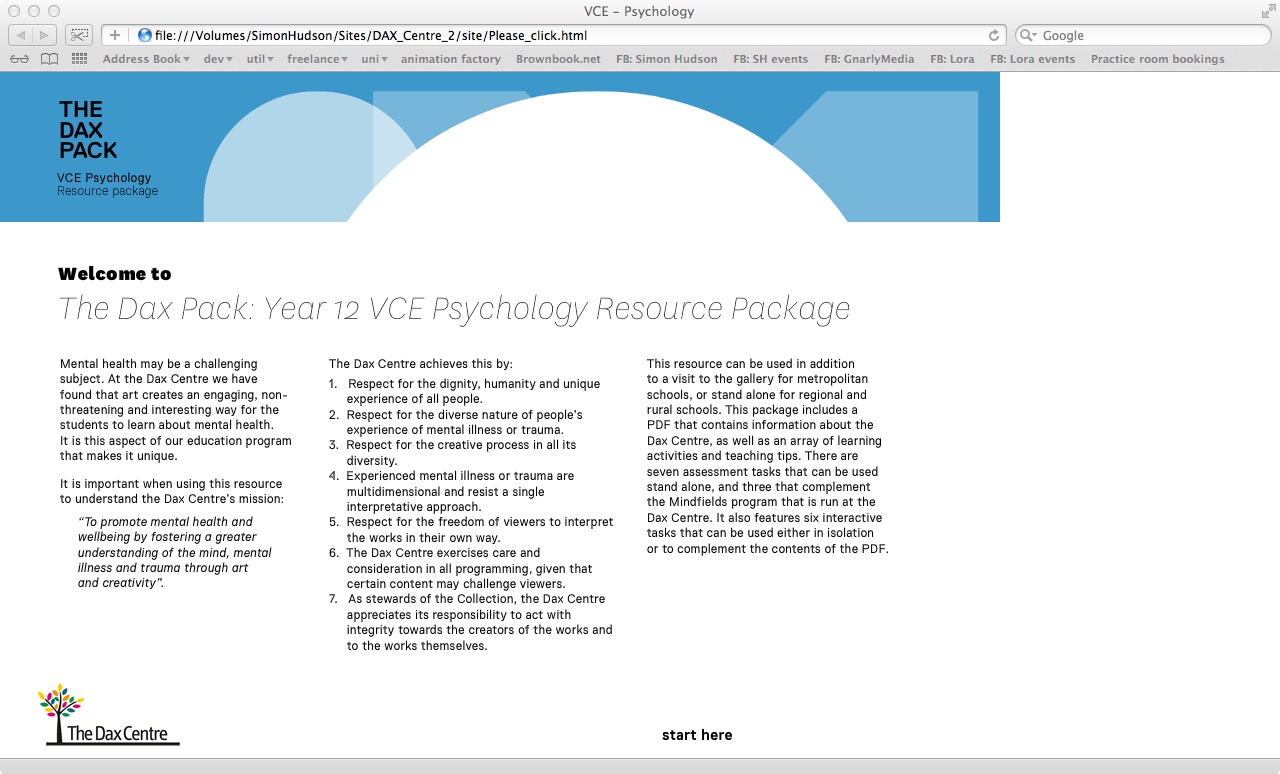 VCE – Psychology
file:///Volumes/SimonHudson/Sites/DAX_Centre_2/site/Please_click.html
Google
Address Book dev util freelance uni animation factory Brownbook.net FB: Simon Hudson FB: SH events FB: GnarlyMedia FB: Lora FB: Lora events Practice room bookings
THE
DAX
PACK
VCE Psychology
Resource package
Welcome to
The Dax Pack: Year 12 VCE Psychology Resource Package
Mental health may be a challenging
subject. At the Dax Centre we have
found that art creates an engaging, non-
threatening and interesting way for the
students to learn about mental health.
It is this aspect of our education program
that makes it unique.
It is important when using this resource
to understand the Dax Centre's mission:
“To promote mental health and
wellbeing by fostering a greater
understanding of the mind, mental
illness and trauma through art
and creativity”.
The Dax Centre achieves this by:
1. Respect for the dignity, humanity and unique
experience of all people.
2. Respect for the diverse nature of people's
experience of mental illness or trauma.
3. Respect for the creative process in all its
diversity.
4. Experienced mental illness or trauma are
multidimensional and resist a single
interpretative approach.
5. Respect for the freedom of viewers to interpret
the works in their own way.
6. The Dax Centre exercises care and
consideration in all programming, given that
certain content may challenge viewers.
7. As stewards of the Collection, the Dax Centre
appreciates its responsibility to act with
integrity towards the creators of the works and
to the works themselves.
This resource can be used in addition
to a visit to the gallery for metropolitan
schools, or stand alone for regional and
rural schools. This package includes a
PDF that contains information about the
Dax Centre, as well as an array of learning
activities and teaching tips. There are
seven assessment tasks that can be used
stand alone, and three that complement
the Mindfields program that is run at the
Dax Centre. It also features six interactive
tasks that can be used either in isolation
or to complement the contents of the PDF.
The Dax Centre
start here